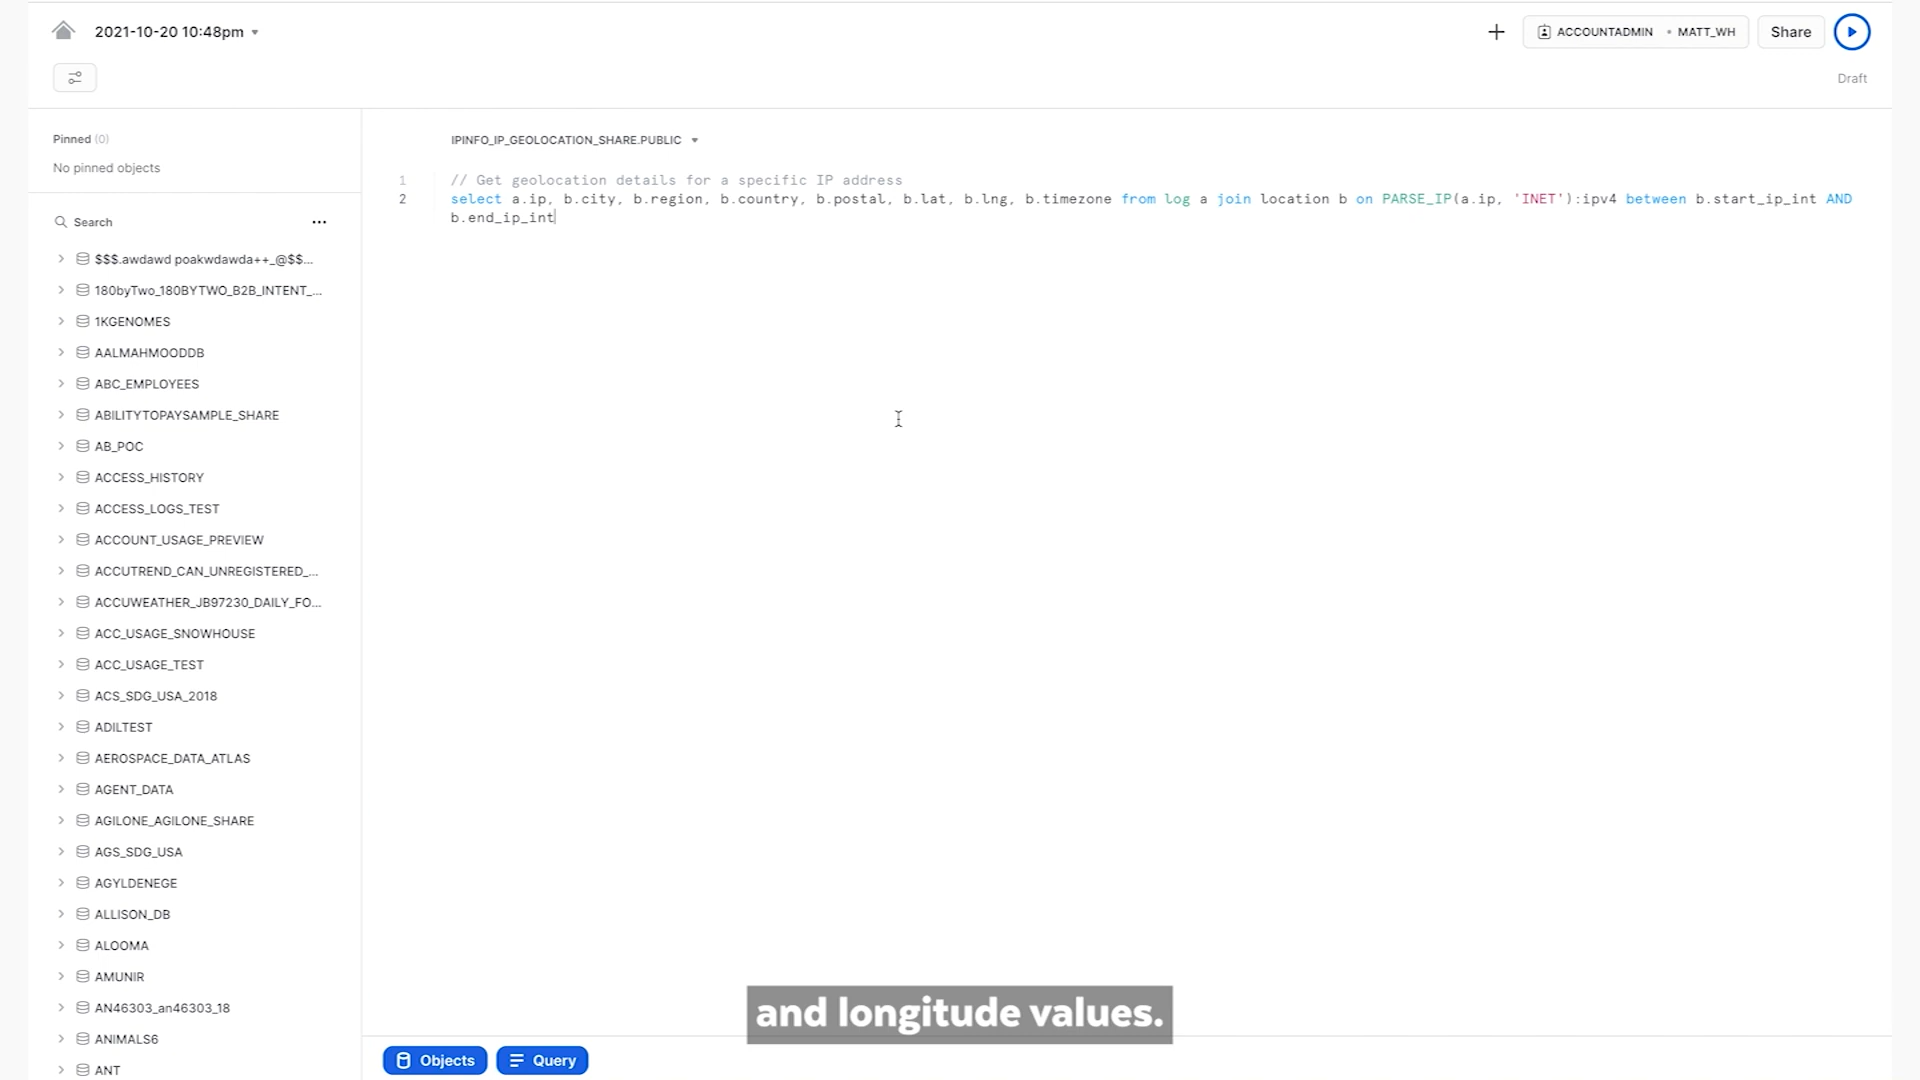 2021-10-20 10:48pm
ACCOUNTADMIN • MATT_WH
Share
Draft
Pinned (0)
No pinned objects
Search
$$$.awdawd poakwdawda++_@$$...
180byTwo_180BYTWO_B2B_INTENT_...
1KGENOMES
AALMAHMOODDB
ABC_EMPLOYEES
ABILITYTOPAYSAMPLE_SHARE
AB_POC
ACCESS_HISTORY
ACCESS_LOGS_TEST
ACCOUNT_USAGE_PREVIEW
ACCUTREND_CAN_UNREGISTERED_...
ACCUWEATHER_JB97230_DAILY_FO...
ACC_USAGE_SNOWHOUSE
ACC_USAGE_TEST
ACS_SDG_USA_2018
ADILTEST
AEROSPACE_DATA_ATLAS
AGENT_DATA
AGILONE_AGILONE_SHARE
AGS_SDG_USA
AGYLDENEGE
ALLISON_DB
ALOOMA
AMUNIR
AN46303_an46303_18
ANIMALS6
ANT
IPINFO_IP_GEOLOCATION_SHARE.PUBLIC
1 // Get geolocation details for a specific IP address
2 select a.ip, b.city, b.region, b.country, b.postal, b.lat, b.lng, b.timezone from log a join location b on PARSE_IP(a.ip, 'INET'):ipv4 between b.start_ip_int AND
b.end_ip_int
and longitude values.
Objects
Query